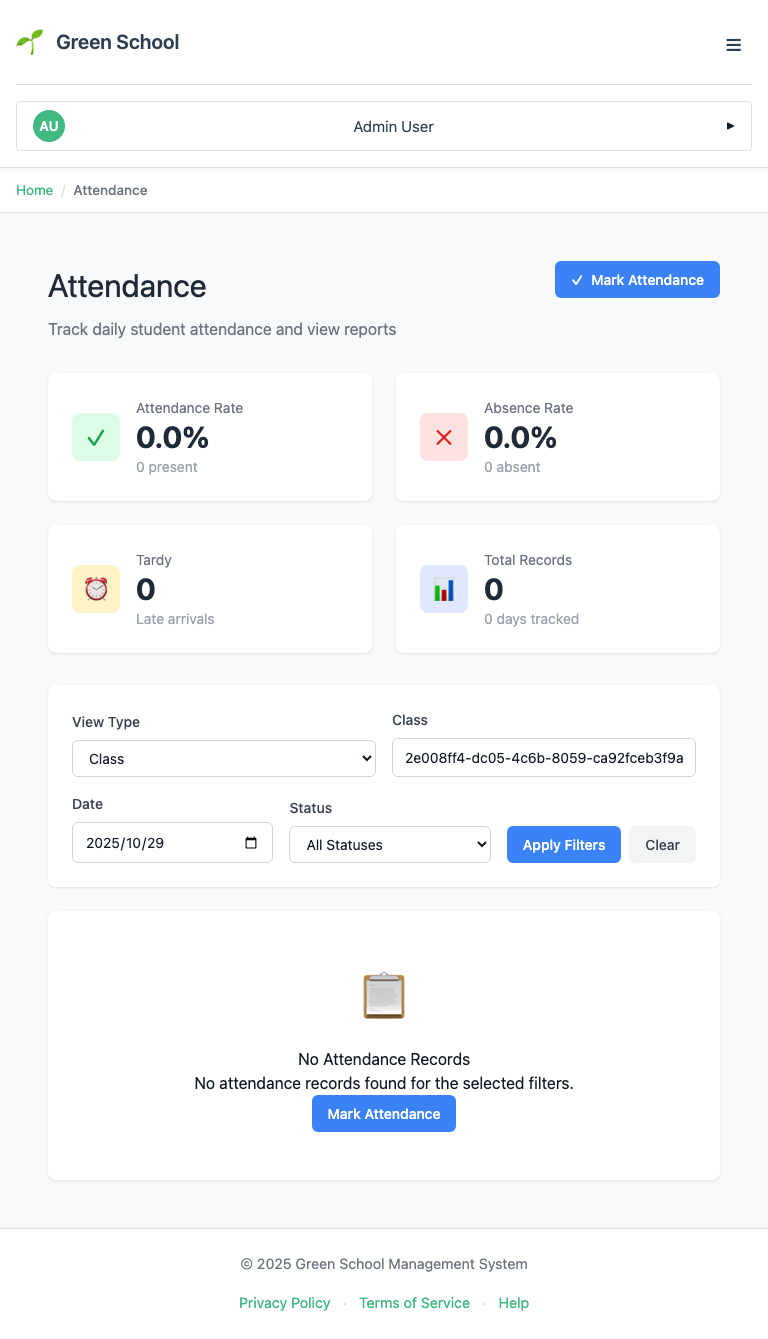 Green School
AU
Admin User
Home / Attendance
Attendance
Mark Attendance
Track daily student attendance and view reports
Attendance Rate
0.0%
0 present
Absence Rate
0.0%
0 absent
Tardy
0
Late arrivals
Total Records
0
0 days tracked
View Type
Class
Class
2e008ff4-dc05-4c6b-8059-ca92fceb3f9a
Date
2025/10/29
Status
All Statuses
Apply Filters
Clear
No Attendance Records
No attendance records found for the selected filters.
Mark Attendance
© 2025 Green School Management System
Privacy Policy · Terms of Service · Help